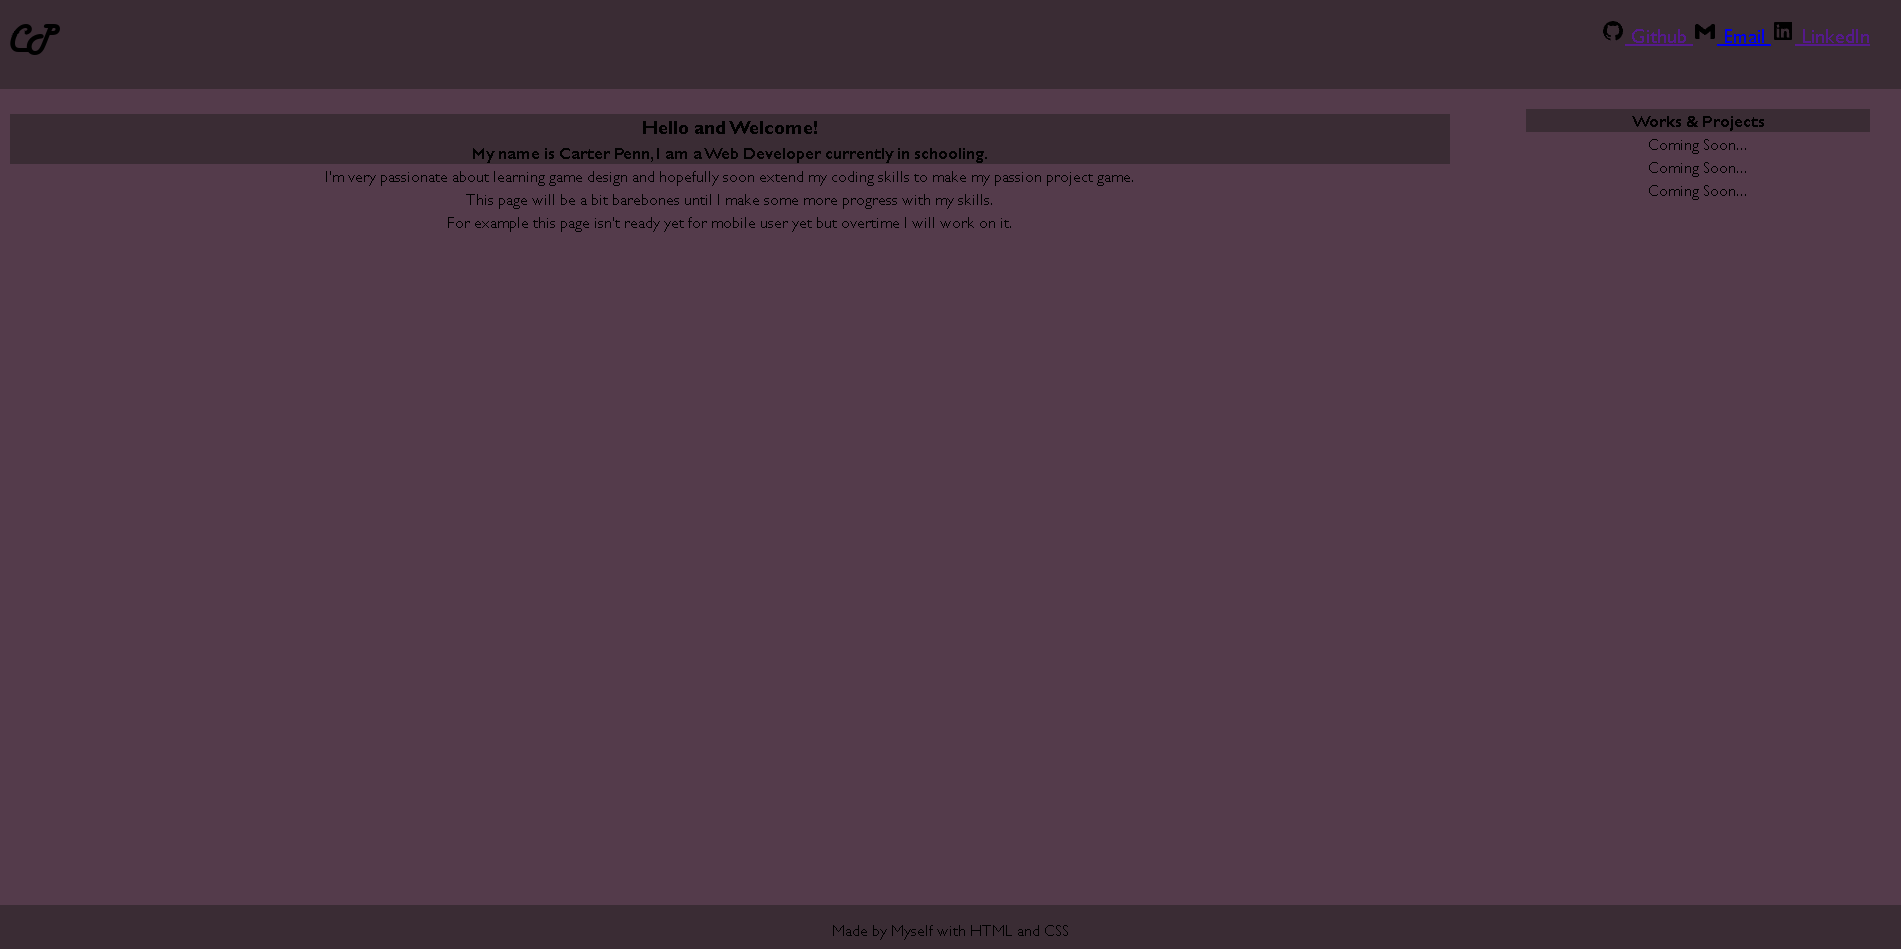 CP
Github Email LinkedIn
Hello and Welcome!
My name is Carter Penn, I am a Web Developer currently in schooling.
I'm very passionate about learning game design and hopefully soon extend my coding skills to make my passion project game.
This page will be a bit barebones until I make some more progress with my skills.
For example this page isn't ready yet for mobile user yet but overtime I will work on it.
Works & Projects
Coming Soon...
Coming Soon...
Coming Soon...
Made by Myself with HTML and CSS